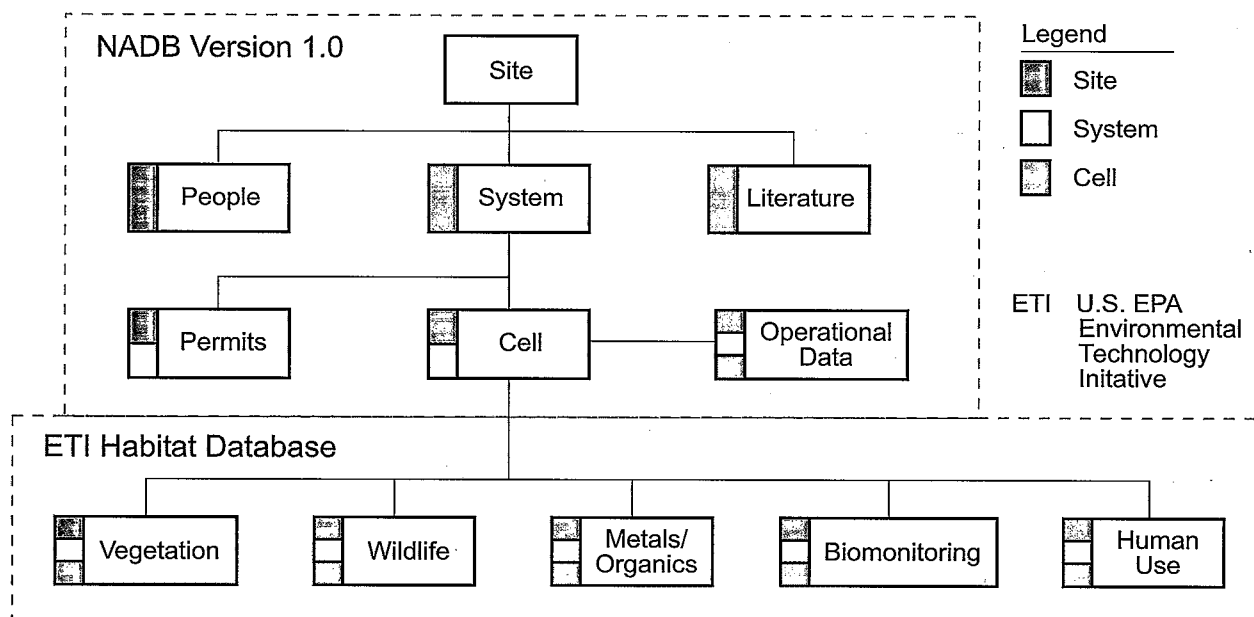 NADB Version 1.0
Site
People
System
Literature
Permits
Cell
Operational
Data
Legend
Site
System
Cell
ETI U.S. EPA
Environmental
Technology
Initative
ETI Habitat Database
Vegetation
Wildlife
Metals/
Organics
Biomonitoring
Human
Use